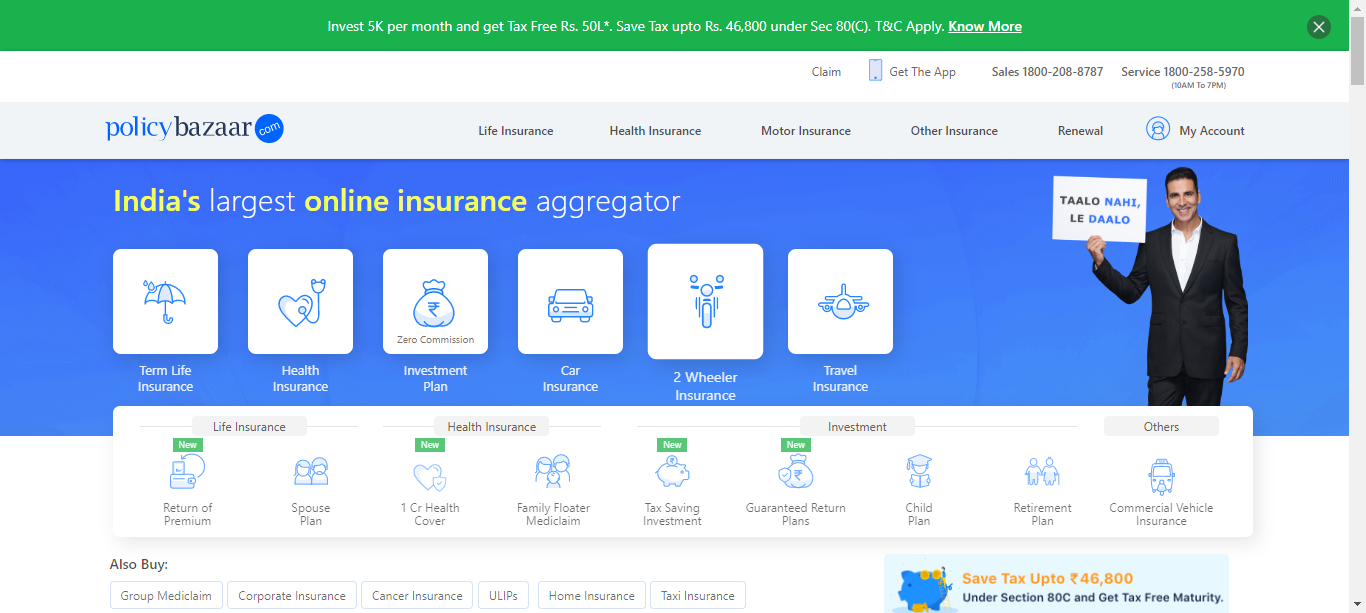 Invest 5K per month and get Tax Free Rs. 50L*. Save Tax upto Rs. 46,800 under Sec 80(C). T&C Apply. Know More
Claim
Get The App
Sales 1800-208-8787
Service 1800-258-5970
(10AM To 7PM)
policybazaar com
Life Insurance
Health Insurance
Motor Insurance
Other Insurance
Renewal
My Account
India's largest online insurance aggregator
TAALO NAHI,
LE DAALO
Zero Commission
Term Life
Insurance
Health
Insurance
Investment
Plan
Car
Insurance
2 Wheeler
Insurance
Travel
Insurance
Life Insurance
Health Insurance
Investment
Others
New
Return of
Premium
Spouse
Plan
New
1 Cr Health
Cover
Family Floater
Mediclaim
New
Tax Saving
Investment
New
Guaranteed Return
Plans
Child
Plan
Retirement
Plan
Commercial Vehicle
Insurance
Also Buy:
Group Mediclaim
Corporate Insurance
Cancer Insurance
ULIPs
Home Insurance
Taxi Insurance
Save Tax Upto ₹46,800
Under Section 80C and Get Tax Free Maturity.